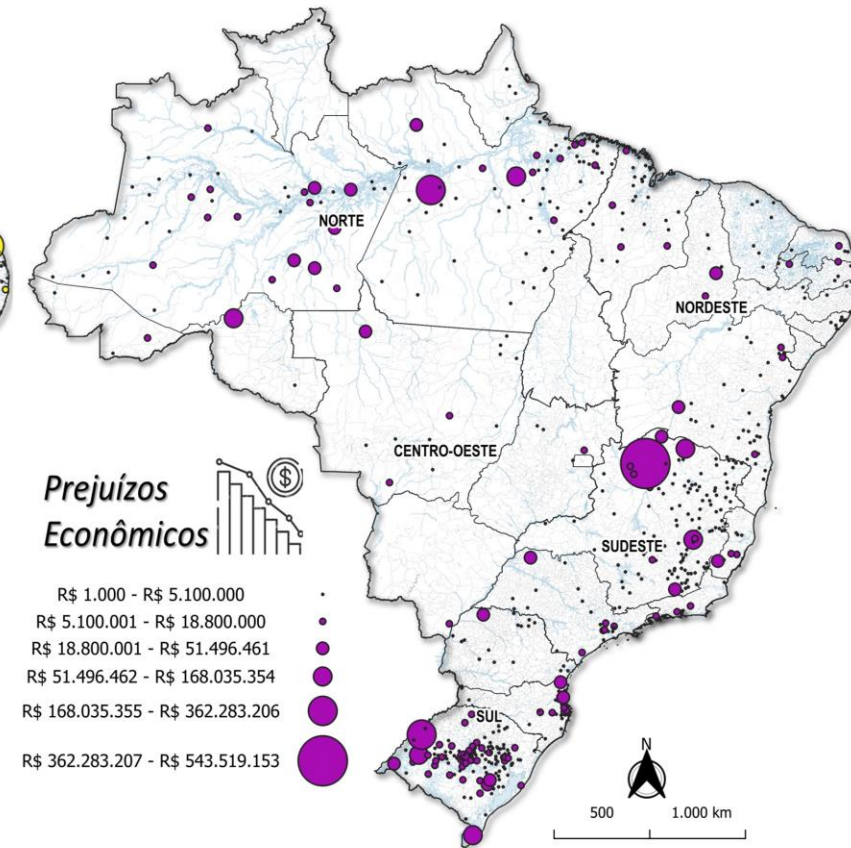 NORTE
NORDESTE
CENTRO-OESTE
SUDESTE
SUL
Prejuízos
Econômicos
$
R$ 1.000 - R$ 5.100.000
R$ 5.100.001 - R$ 18.800.000
R$ 18.800.001 - R$ 51.496.461
R$ 51.496.462 - R$ 168.035.354
R$ 168.035.355 - R$ 362.283.206
R$ 362.283.207 - R$ 543.519.153
N
500 1.000 km